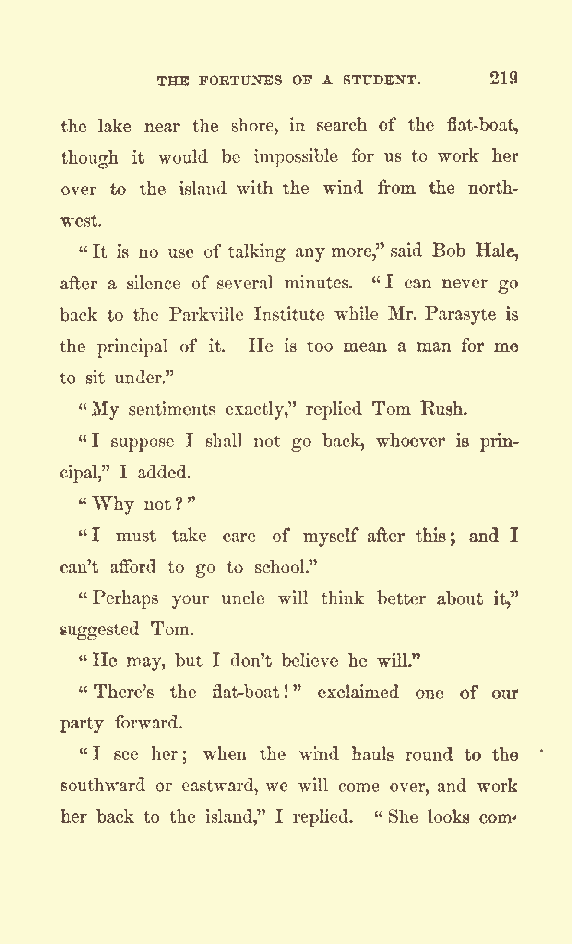 THE FORTUNES OF A STUDENT. 219
the lake near the shore, in search of the flat-boat,
though it would be impossible for us to work her
over to the island with the wind from the north-
west.
"It is no use of talking any more," said Bob Hale,
after a silence of several minutes. "I can never go
back to the Parkville Institute while Mr. Parasyte is
the principal of it. He is too mean a man for me
to sit under."
"My sentiments exactly," replied Tom Rush.
"I suppose I shall not go back, whoever is prin-
cipal," I added.
"Why not?"
"I must take care of myself after this; and I
can't afford to go to school."
"Perhaps your uncle will think better about it,"
suggested Tom.
"He may, but I don't believe he will."
"There's the flat-boat!" exclaimed one of our
party forward.
"I see her; when the wind hauls round to the
southward or eastward, we will come over, and work
her back to the island," I replied. "She looks com-